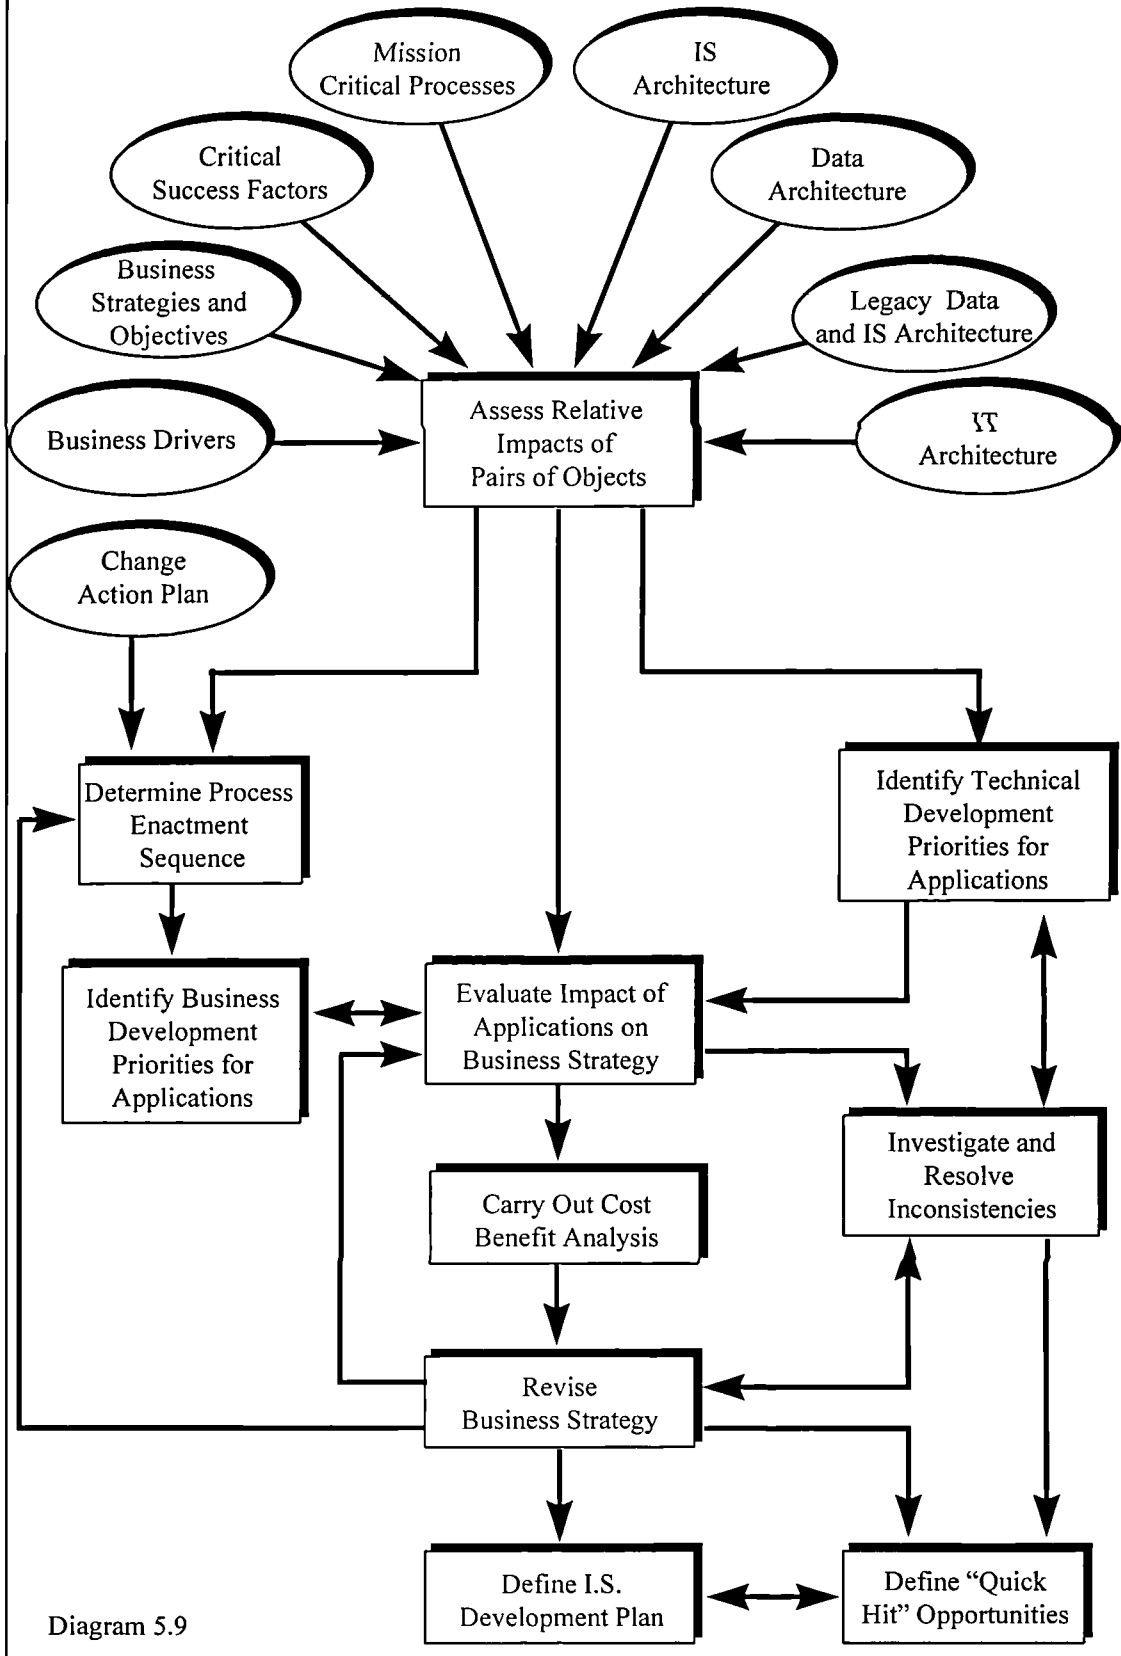 Mission
Critical Processes
IS
Architecture
Critical
Success Factors
Data
Architecture
Business
Strategies and
Objectives
Legacy Data
and IS Architecture
Business Drivers
Assess Relative
Impacts of
Pairs of Objects
IT
Architecture
Change
Action Plan
Determine Process
Enactment
Sequence
Identify Technical
Development
Priorities for
Applications
Identify Business
Development
Priorities for
Applications
Evaluate Impact of
Applications on
Business Strategy
Investigate and
Resolve
Inconsistencies
Carry Out Cost
Benefit Analysis
Revise
Business Strategy
Define I.S.
Development Plan
Define “Quick
Hit” Opportunities
Diagram 5.9